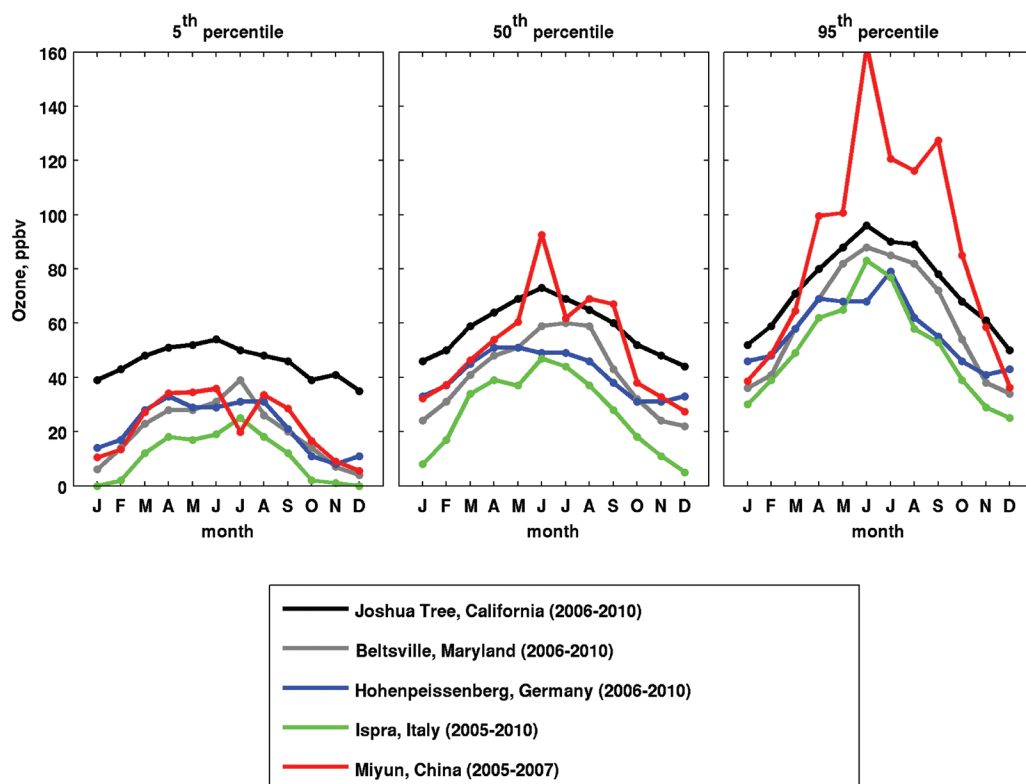 5th percentile
50th percentile
95th percentile
Ozone, ppbv
160
140
120
100
80
60
40
20
0
J F M A M J J A S O N D
J F M A M J J A S O N D
J F M A M J J A S O N D
month
month
month
Joshua Tree, California (2006-2010)
Beltsville, Maryland (2006-2010)
Hohenpeissenberg, Germany (2006-2010)
Ispra, Italy (2005-2010)
Miyun, China (2005-2007)